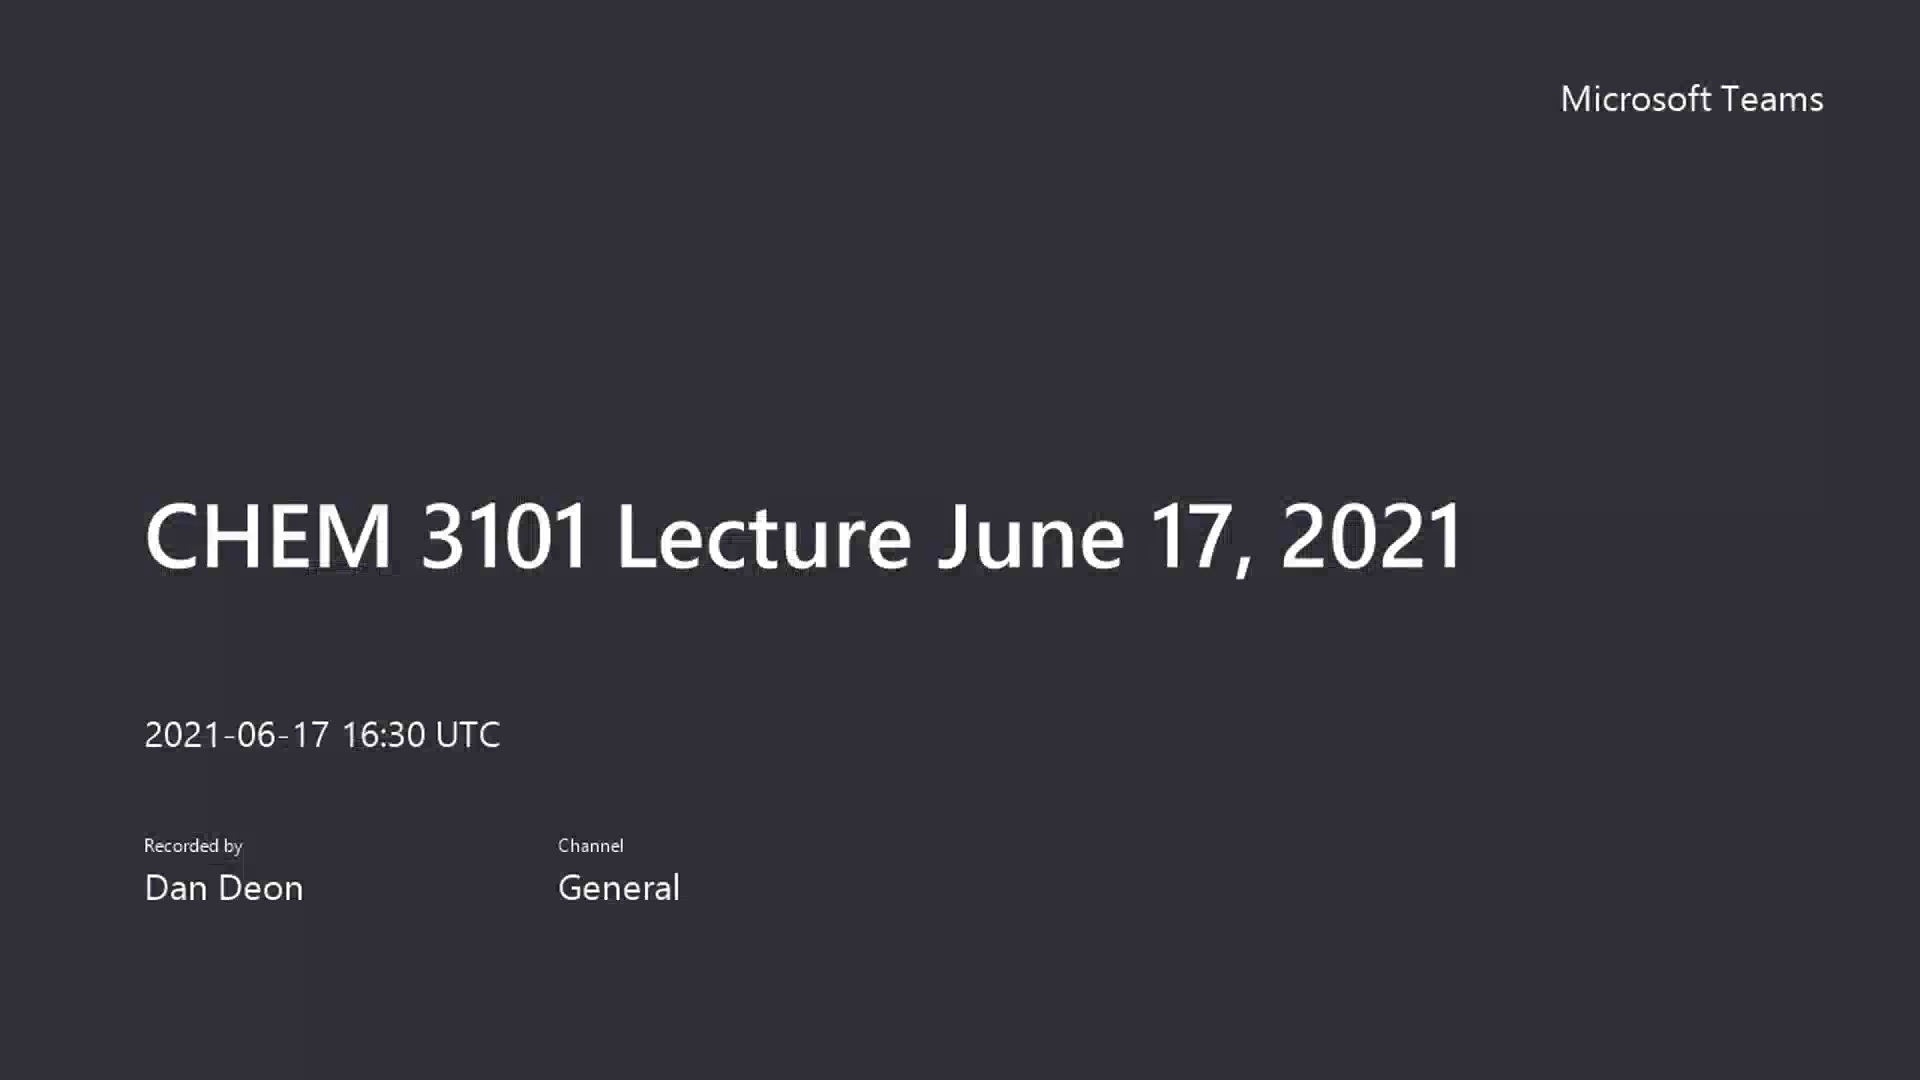 Microsoft Teams
CHEM 3101 Lecture June 17, 2021
2021-06-17 16:30 UTC
Recorded by
Channel
Dan Deon
General